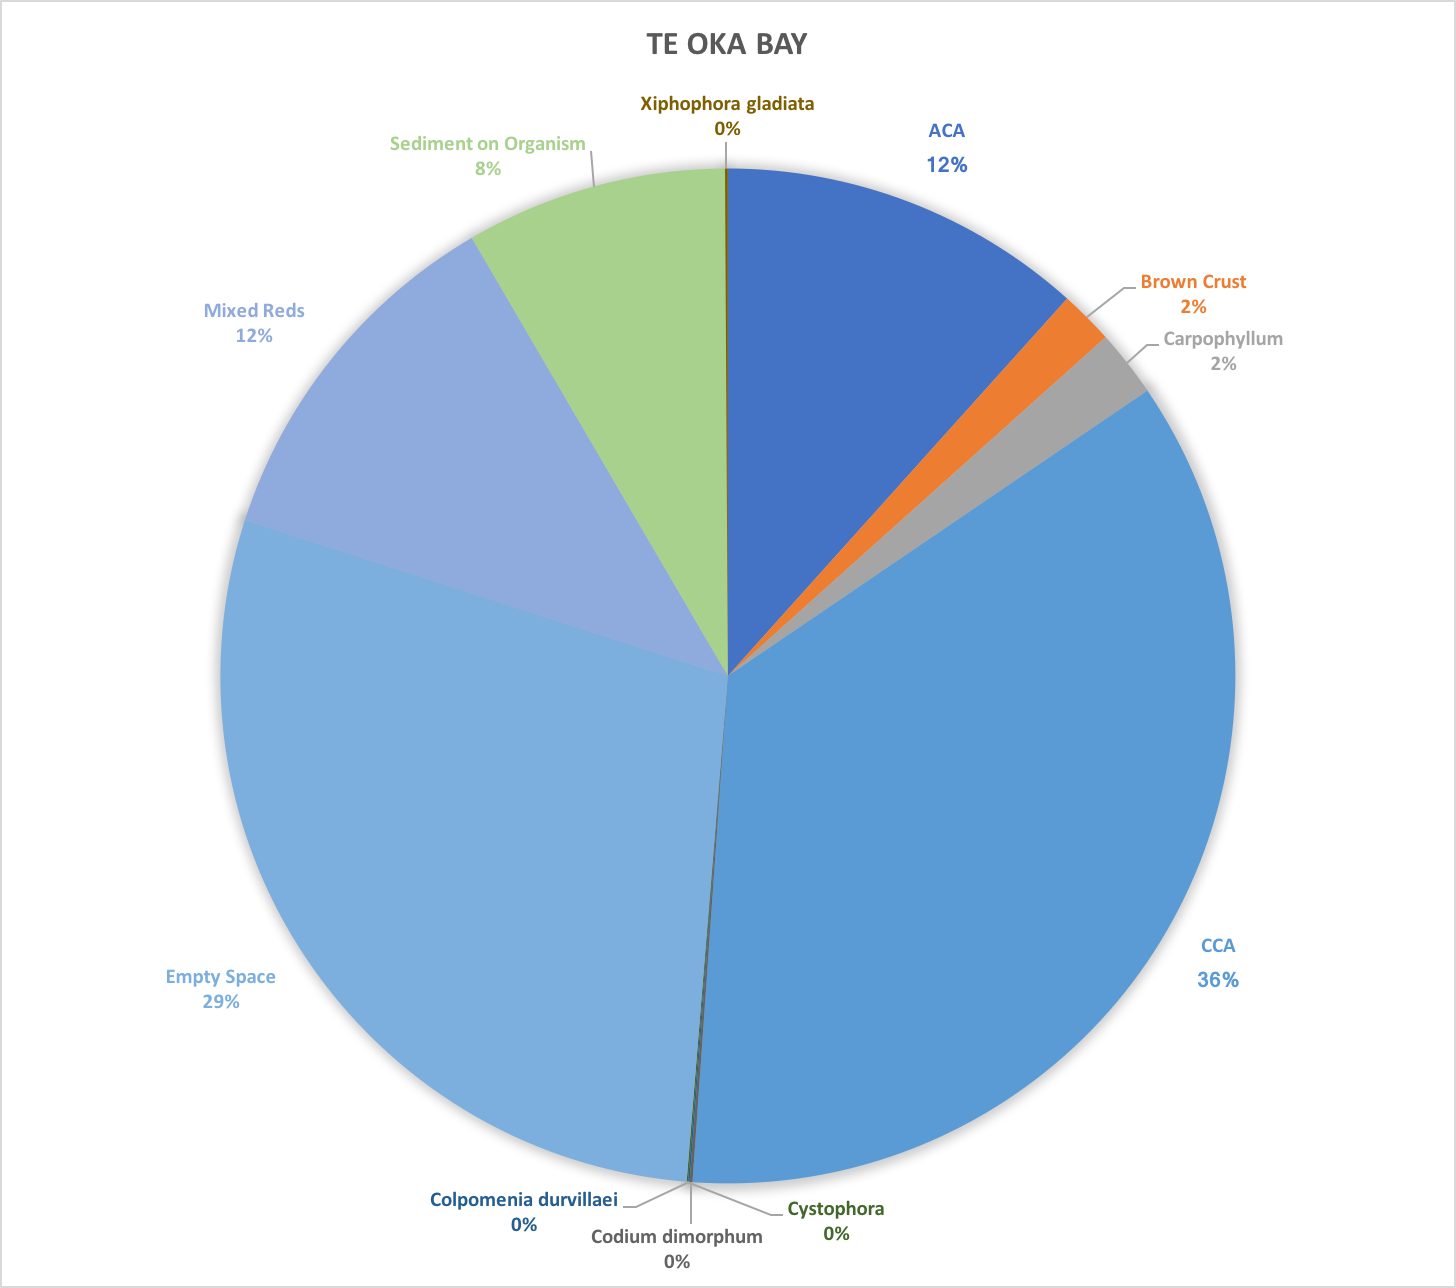 TE OKA BAY
Xiphophora gladiata
0%
ACA
12%
Sediment on Organism
8%
Brown Crust
2%
Mixed Reds
12%
Carpophyllum
2%
CCA
36%
Empty Space
29%
Colpomenia durvillaei
0%
Cystophora
0%
Codium dimorphum
0%